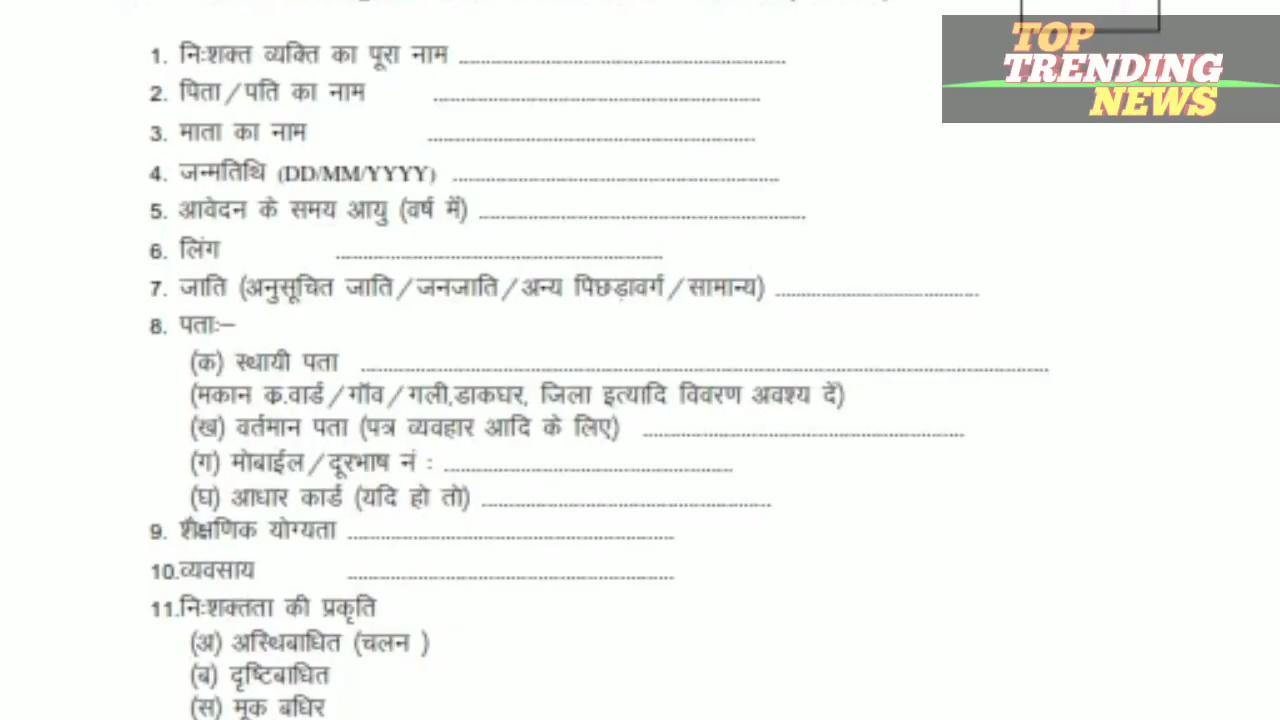 TOP
TRENDING
NEWS
1. निःशक्त व्यक्ति का पूरा नाम
2. पिता/पति का नाम
3. माता का नाम
4. जन्मतिथि (DD/MM/YYYY)
5. आवेदन के समय आयु (वर्ष में)
6. लिंग
7. जाति (अनुसूचित जाति/जनजाति/अन्य पिछड़ावर्ग/सामान्य)
8. पताः–
(क) स्थायी पता
(मकान क्र.वार्ड/गॉव/गली,डाकघर, जिला इत्यादि विवरण अवश्य दें)
(ख) वर्तमान पता (पत्र व्यवहार आदि के लिए)
(ग) मोबाईल/दूरभाष नं :
(घ) आधार कार्ड (यदि हो तो)
9. शैक्षणिक योग्यता
10.व्यवसाय
11.निःशक्तता की प्रकृति
(अ) अस्थिबाधित (चलन )
(ब) दृष्टिबाधित
(स) मूक बधिर